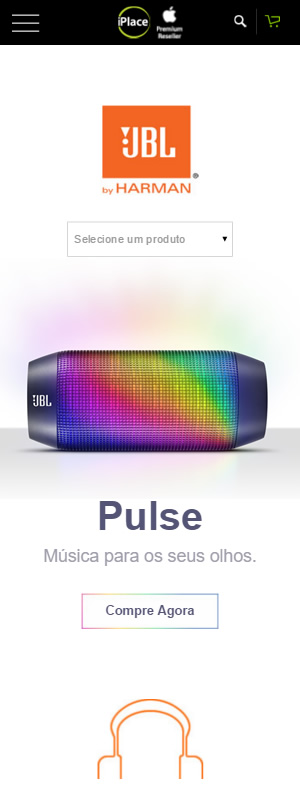 iPlace
Premium
Reseller
JBL
®
by HARMAN
Selecione um produto
JBL
Pulse
Música para os seus olhos.
Compre Agora